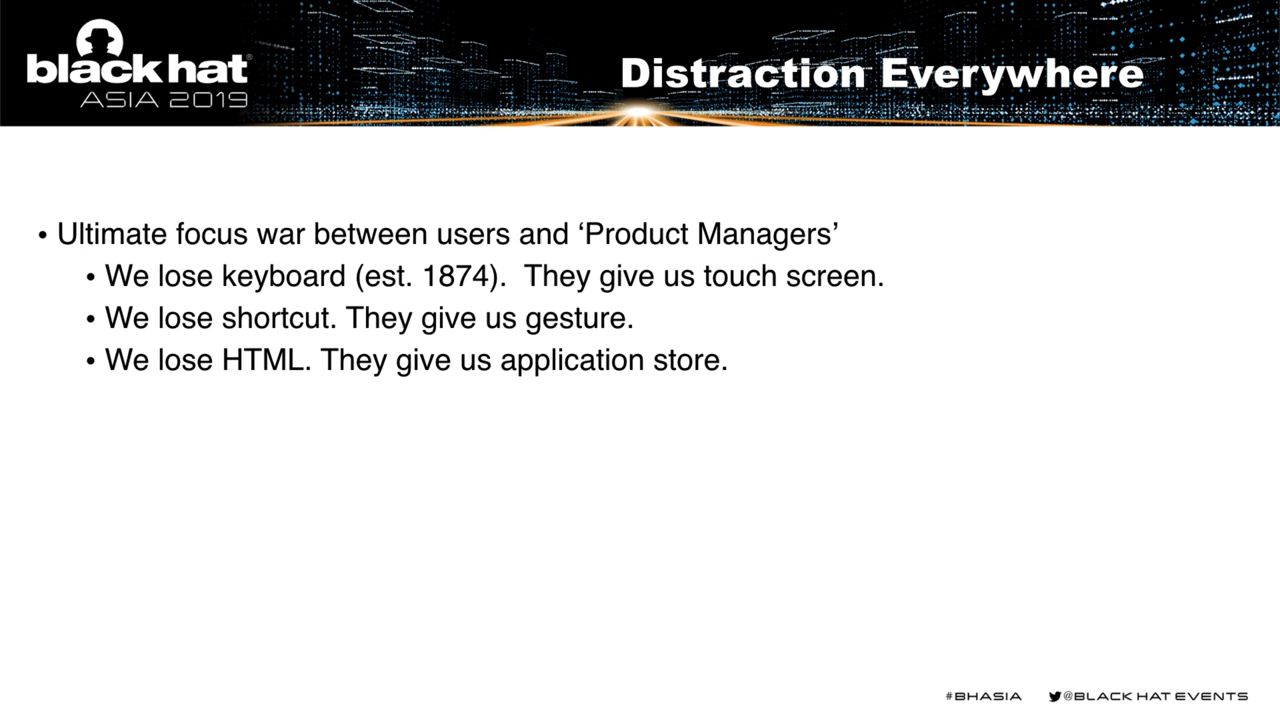 black hat®
ASIA 2019
Distraction Everywhere
• Ultimate focus war between users and ‘Product Managers’
• We lose keyboard (est. 1874).  They give us touch screen.
• We lose shortcut. They give us gesture.
• We lose HTML. They give us application store.
#BHASIA @BLACK HAT EVENTS